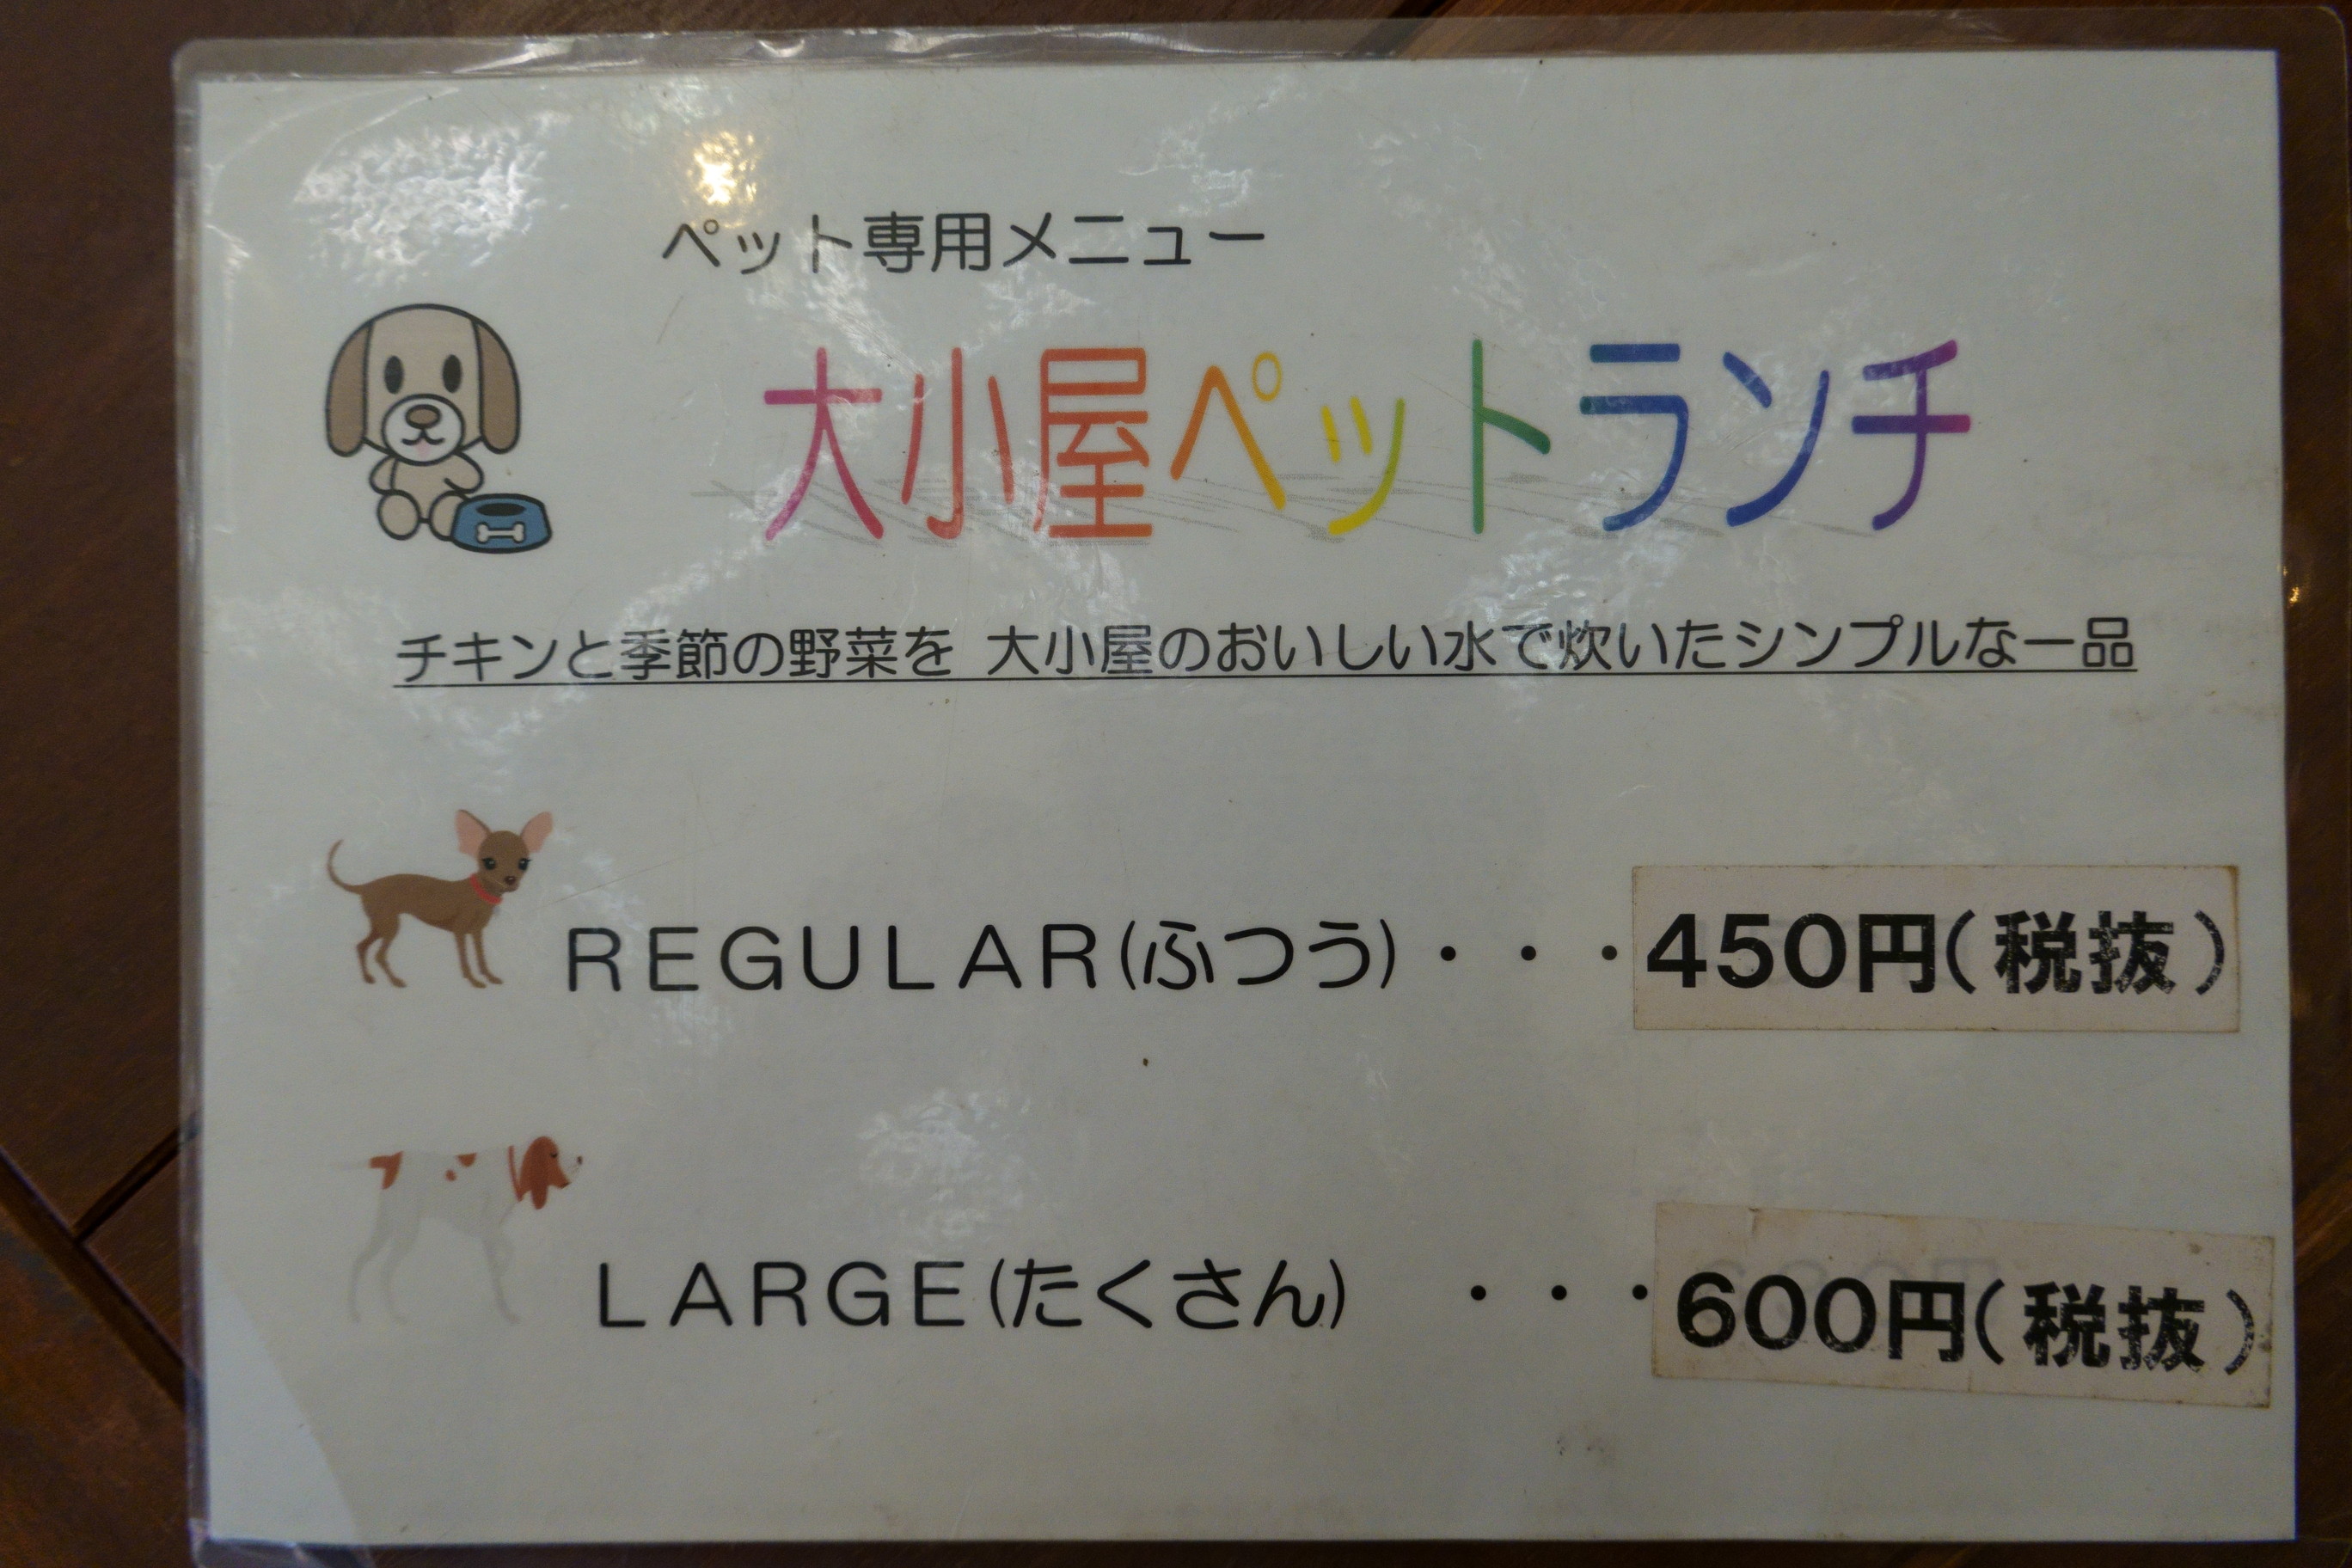 ペット専用メニュー
大小屋ペットランチ
チキンと季節の野菜を 大小屋のおいしい水で炊いたシンプルな一品
REGULAR(ふつう)・・・450円(税抜)
LARGE(たくさん) ・・・600円(税抜)